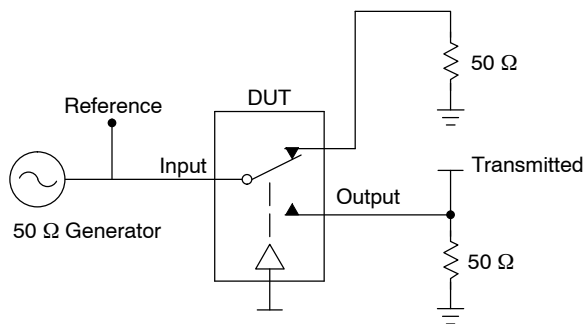 50 Ω
DUT
Reference
Input
Transmitted
Output
50 Ω Generator
50 Ω